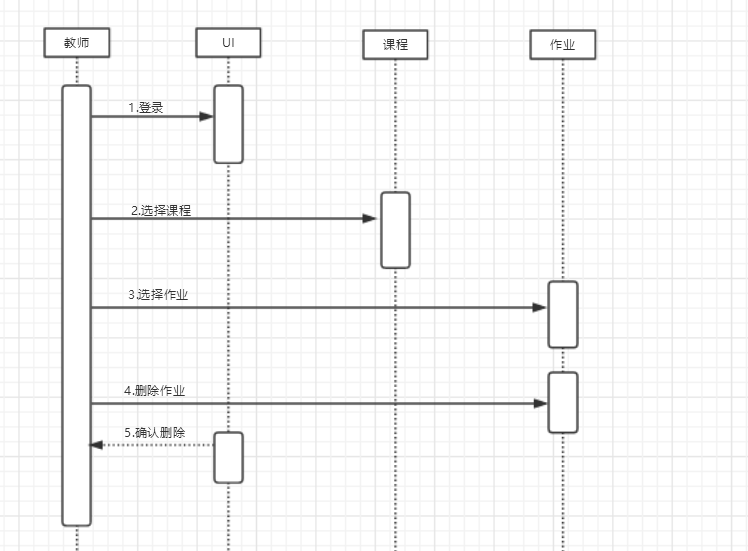 教师
UI
课程
作业
1.登录
2.选择课程
3.选择作业
4.删除作业
5.确认删除